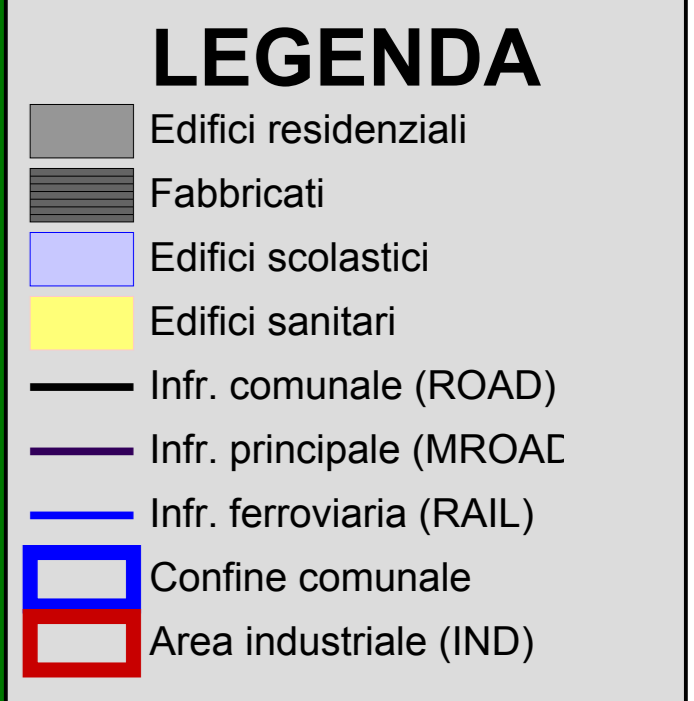 LEGENDA
Edifici residenziali
Fabbricati
Edifici scolastici
Edifici sanitari
Infr. comunale (ROAD)
Infr. principale (MROAD
Infr. ferroviaria (RAIL)
Confine comunale
Area industriale (IND)